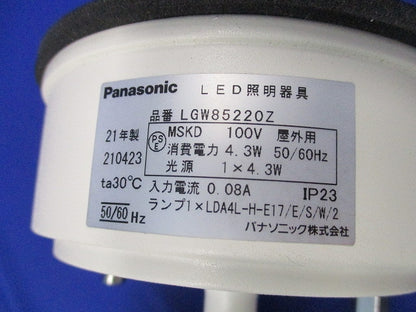 Panasonic LED照明器具
品番 LGW85220Z
21年製 PSE MSKD 100V 屋外用
210423 消費電力 4.3W 50/60Hz
光源 1×4.3W
ta30℃ 入力電流 0.08A IP23
50/60 Hz ランプ1×LDA4L-H-E17/E/S/W/2
パナソニック株式会社